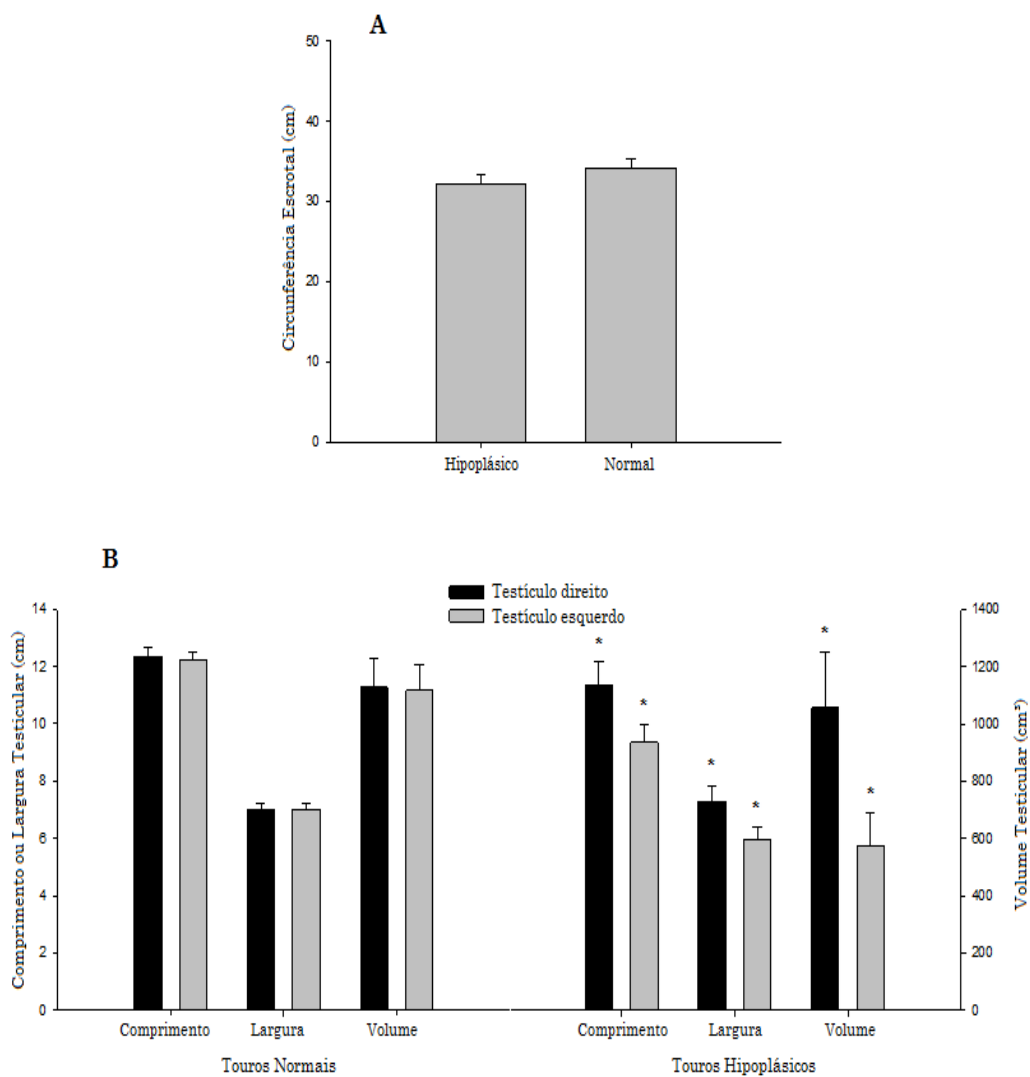 A
Circunferência Escrotal (cm)
50
40
30
20
10
0
Hipoplásico
Normal
B
Testículo direito
Testículo esquerdo
Comprimento ou Largura Testicular (cm)
14
12
10
8
6
4
2
0
* * * * * *
1400
1200
1000
800
600
400
200
0
Volume Testicular (cm³)
Comprimento Largura Volume Comprimento Largura Volume
Touros Normais Touros Hipoplásicos